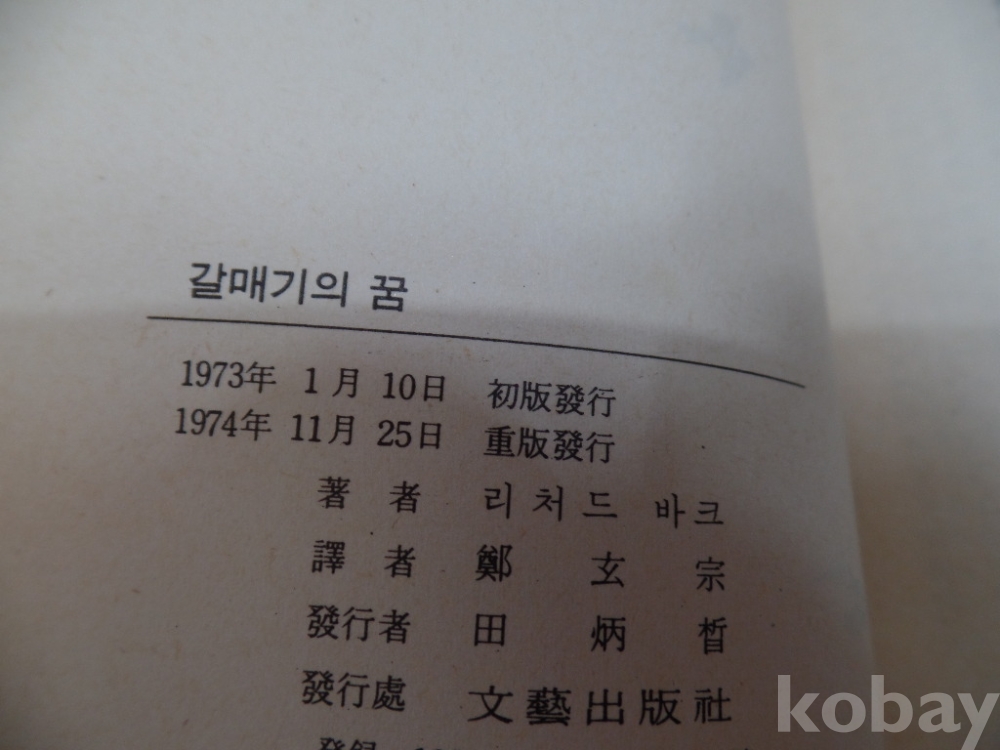 갈매기의 꿈
1973年 1月 10日 初版發行
1974年 11月 25日 重版發行
著者 리처드 바크
譯者 鄭玄宗
發行者 田炳晳
發行處 文藝出版社
登録
kobay